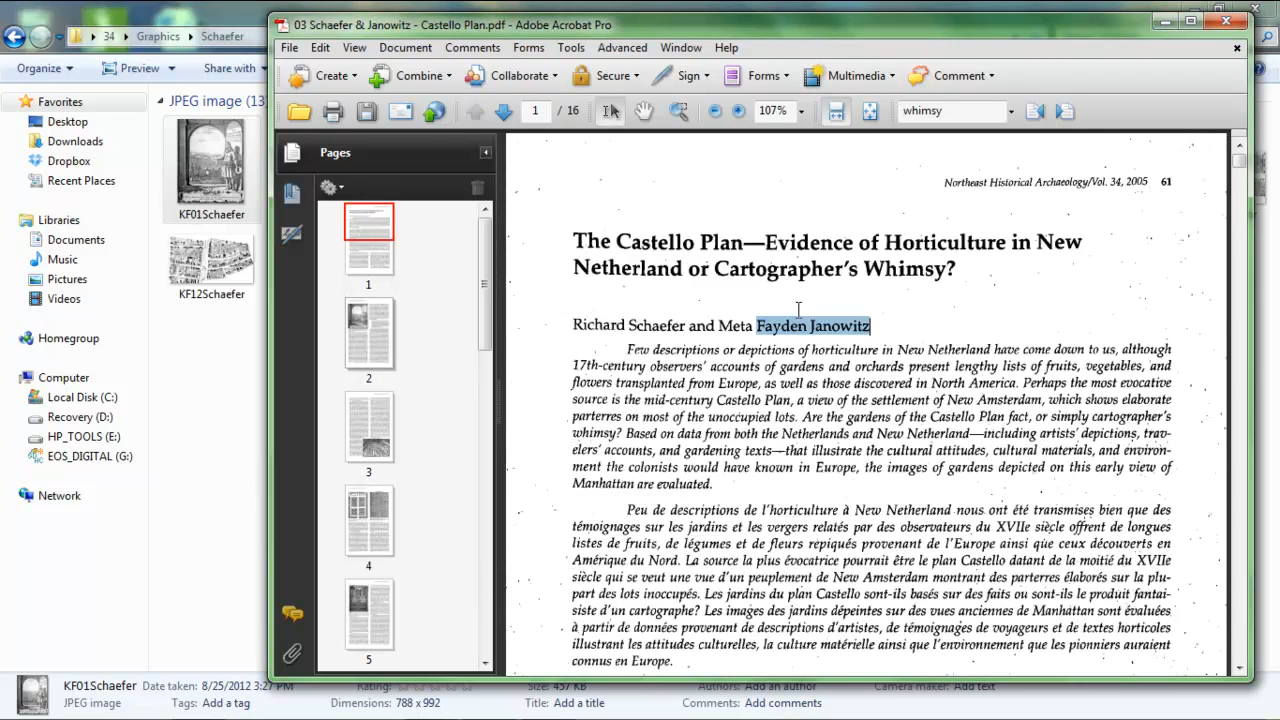 03 Schaefer & Janowitz - Castello Plan.pdf - Adobe Acrobat Pro
34 Graphics Schaefer
File Edit View Document Comments Forms Tools Advanced Window Help
Organize Preview Share with
Create Combine Collaborate Secure Sign Forms Multimedia Comment
1 / 16 107% whimsy
Favorites
Desktop
Downloads
Dropbox
Recent Places
Libraries
Documents
Music
Pictures
Videos
Homegroup
Computer
Local Disk (C:)
Recovery (D:)
HP_TOOLS (E:)
EOS_DIGITAL (G:)
Network
JPEG image (13
KF01Schaefer
KF12Schaefer
Pages
1
2
3
4
5
Northeast Historical Archaeology/Vol. 34, 2005 61
The Castello Plan—Evidence of Horticulture in New
Netherland or Cartographer's Whimsy?
Richard Schaefer and Meta Fayden Janowitz
Few descriptions or depictions of horticulture in New Netherland have come down to us, although
17th-century observers' accounts of gardens and orchards present lengthy lists of fruits, vegetables, and
flowers transplanted from Europe, as well as those discovered in North America. Perhaps the most evocative
source is the mid-century Castello Plan, a view of the settlement of New Amsterdam, which shows elaborate
parterres on most of the unoccupied lots. Are the gardens of the Castello Plan fact, or simply cartographer's
whimsy? Based on data from both the Netherlands and New Netherland—including artists' depictions, trav-
elers' accounts, and gardening texts—that illustrate the cultural attitudes, cultural materials, and environ-
ment the colonists would have known in Europe, the images of gardens depicted on this early view of
Manhattan are evaluated.
Peu de descriptions de l'horticulture à New Netherland nous ont été transmises bien que des
témoignages sur les jardins et les vergers relatés par des observateurs du XVIIe siècle offrent de longues
listes de fruits, de légumes et de fleurs repiqués provenant de l'Europe ainsi que ceux découverts en
Amérique du Nord. La source la plus évocatrice pourrait être le plan Castello datant de la moitié du XVIIe
siècle qui se veut une vue d'un peuplement de New Amsterdam montrant des parterres élaborés sur la plu-
part des lots inoccupés. Les jardins du plan Castello sont-ils basés sur des faits ou sont-ils le produit fantai-
siste d'un cartographe? Les images des jardins dépeintes sur des vues anciennes de Manhattan sont évaluées
à partir de données provenant de descriptions d'artistes, de témoignages de voyageurs et de textes horticoles
illustrant les attitudes culturelles, la culture matérielle ainsi que l'environnement que les pionniers auraient
connus en Europe.
KF01Schaefer Date taken: 8/25/2012 3:27 PM Rating: Size: 457 KB Authors: Add an author Camera maker: Add text
JPEG image Tags: Add a tag Dimensions: 788 x 992 Title: Add a title Comments: Add comments